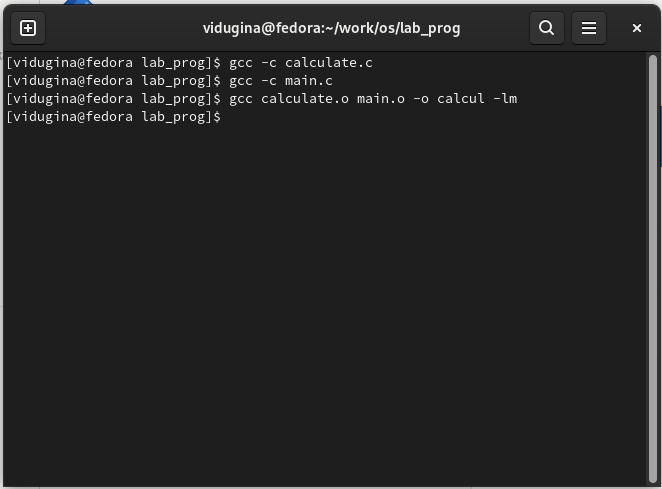 vidugina@fedora:~/work/os/lab_prog
[vidugina@fedora lab_prog]$ gcc -c calculate.c
[vidugina@fedora lab_prog]$ gcc -c main.c
[vidugina@fedora lab_prog]$ gcc calculate.o main.o -o calcul -lm
[vidugina@fedora lab_prog]$